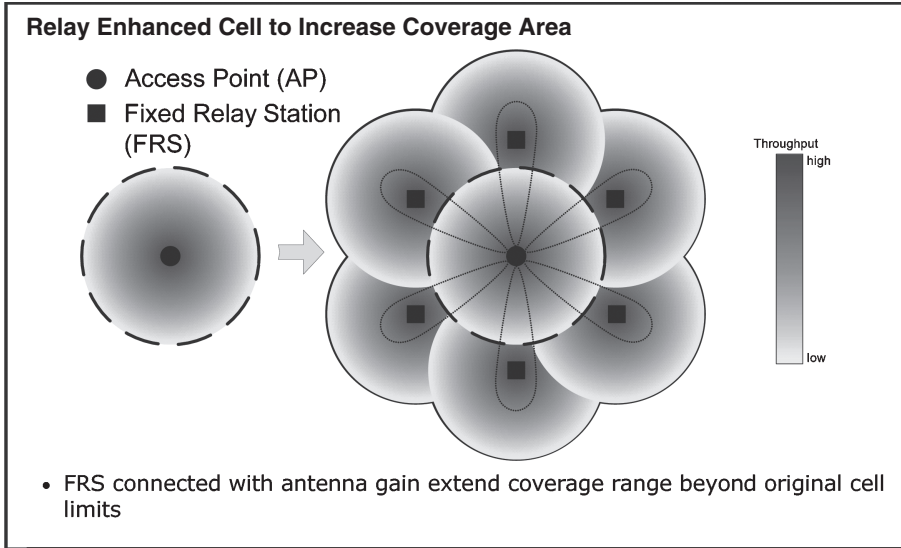 Relay Enhanced Cell to Increase Coverage Area
Access Point (AP)
Fixed Relay Station
(FRS)
Throughput
high
low
• FRS connected with antenna gain extend coverage range beyond original cell
limits